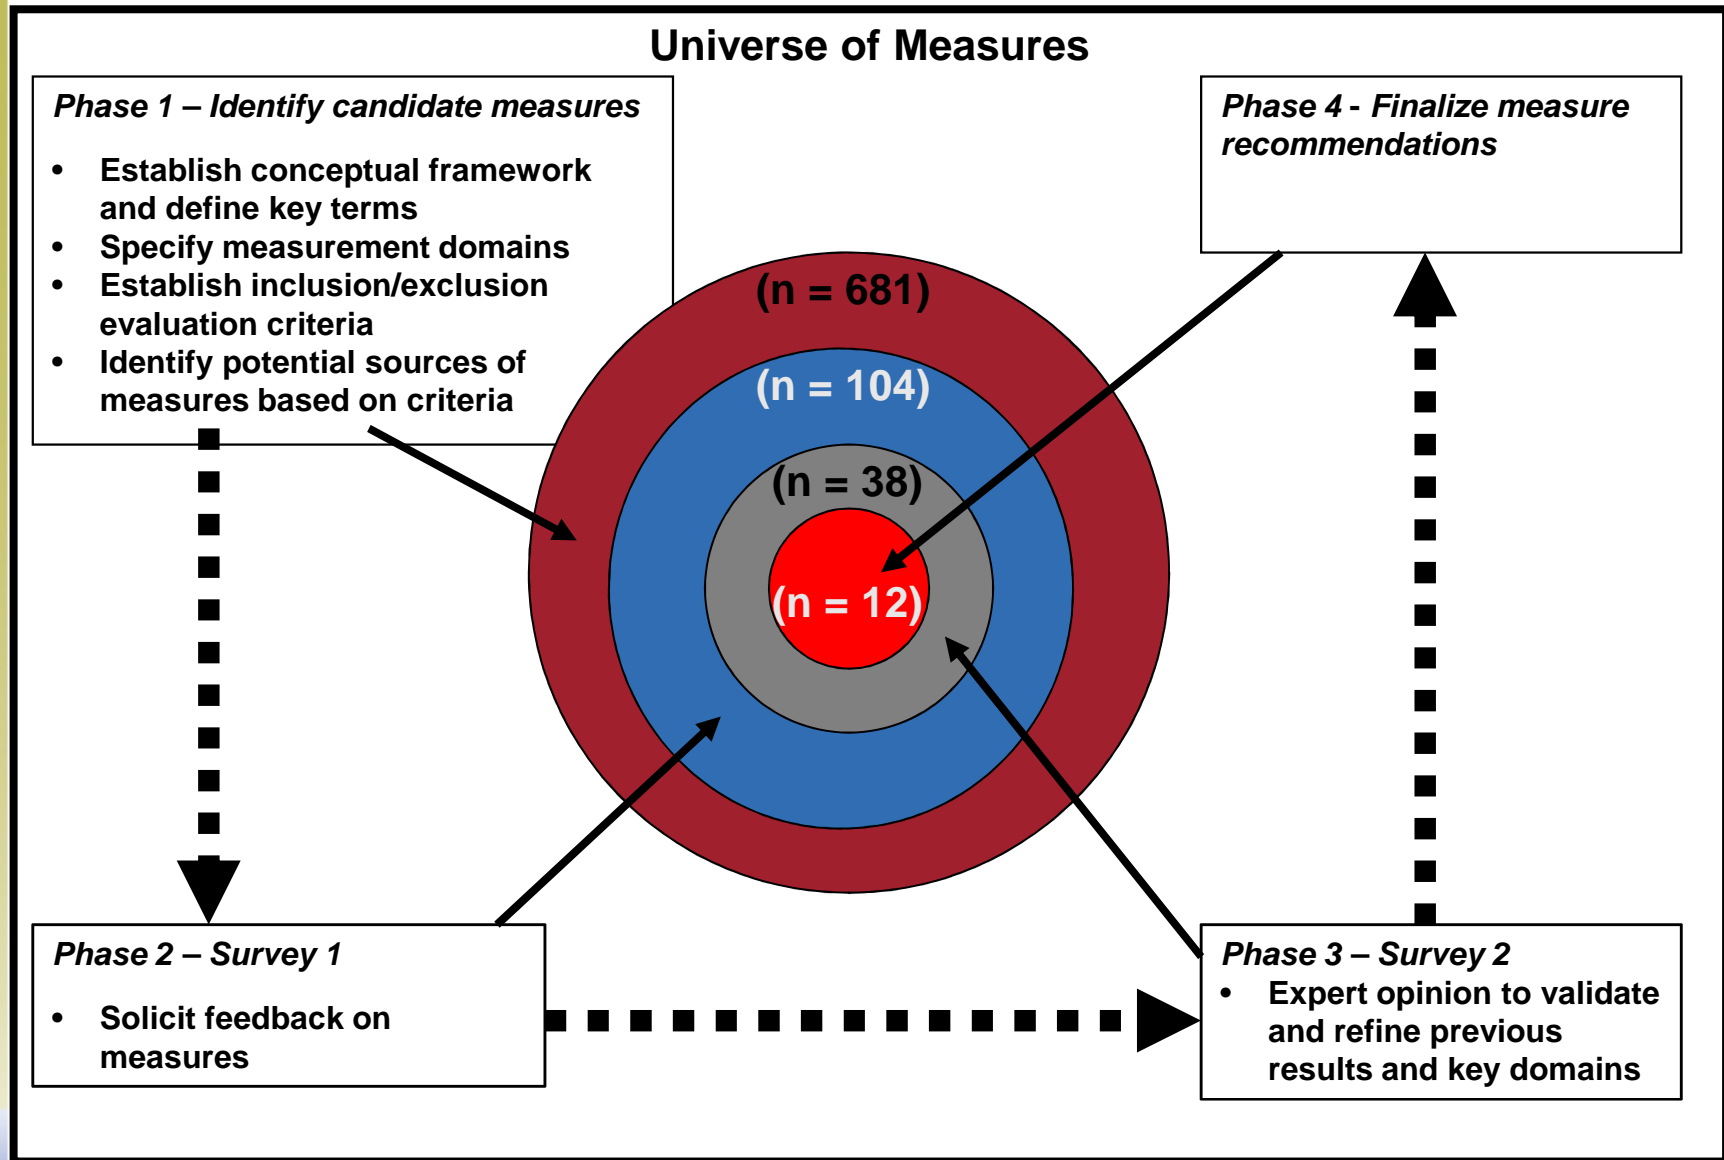 Universe of Measures
Phase 1 – Identify candidate measures
• Establish conceptual framework
and define key terms
• Specify measurement domains
• Establish inclusion/exclusion
evaluation criteria
• Identify potential sources of
measures based on criteria
Phase 4 - Finalize measure
recommendations
(n = 681)
(n = 104)
(n = 38)
(n = 12)
Phase 2 – Survey 1
• Solicit feedback on
measures
Phase 3 – Survey 2
• Expert opinion to validate
and refine previous
results and key domains